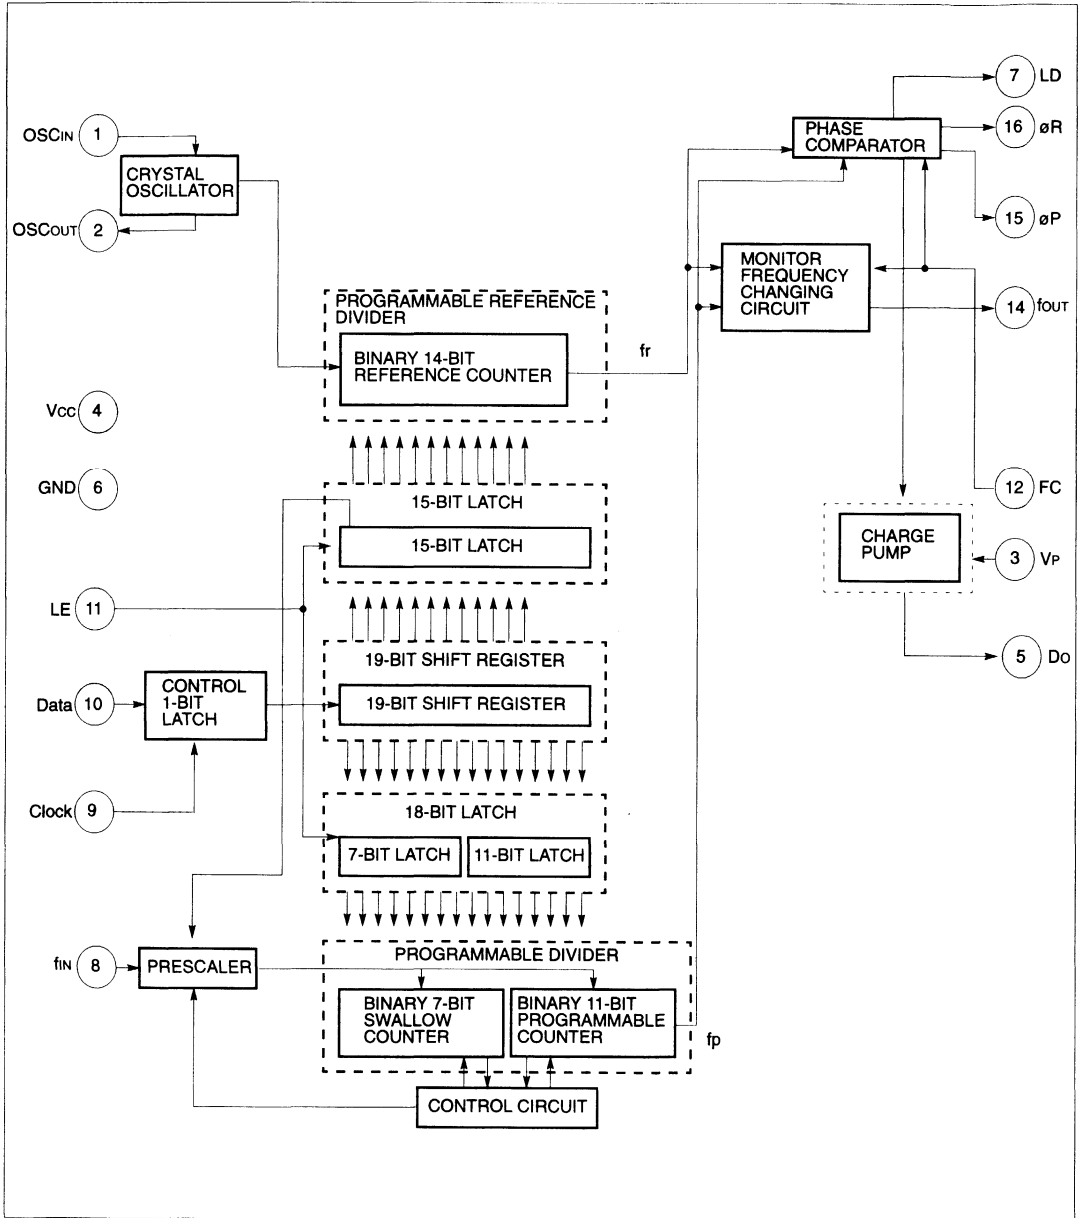 7 LD
16 øR
15 øP
14 fOUT
OSCIN 1
CRYSTAL
OSCILLATOR
OSCOUT 2
PHASE
COMPARATOR
MONITOR
FREQUENCY
CHANGING
CIRCUIT
PROGRAMMABLE REFERENCE
DIVIDER
BINARY 14-BIT
REFERENCE COUNTER
fr
Vcc 4
GND 6
15-BIT LATCH
15-BIT LATCH
12 FC
CHARGE
PUMP
3 VP
LE 11
19-BIT SHIFT REGISTER
19-BIT SHIFT REGISTER
5 Do
Data 10
CONTROL
1-BIT
LATCH
Clock 9
18-BIT LATCH
7-BIT LATCH
11-BIT LATCH
fIN 8
PRESCALER
PROGRAMMABLE DIVIDER
BINARY 7-BIT
SWALLOW
COUNTER
BINARY 11-BIT
PROGRAMMABLE
COUNTER
fp
CONTROL CIRCUIT